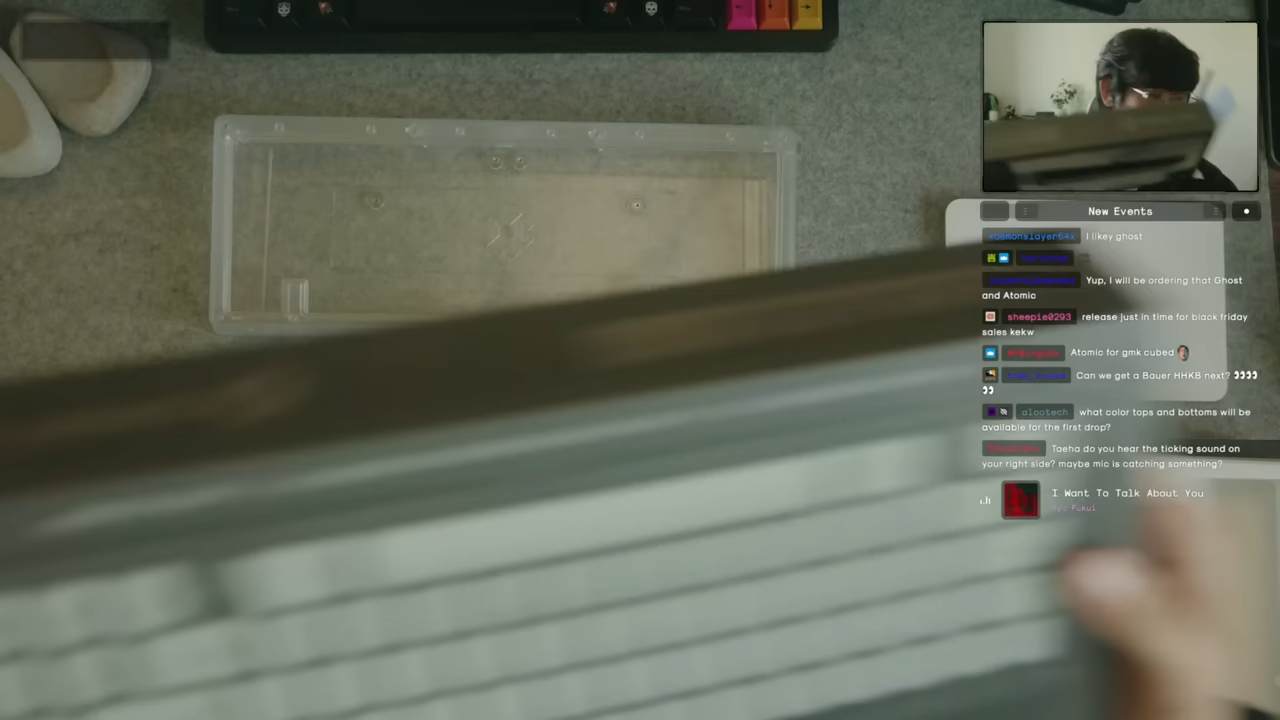 New Events
xdemonslayer64x I likey ghost
Yup, I will be ordering that Ghost
and Atomic
sheepie0293 release just in time for black friday
sales kekw
Atomic for gmk cubed
Can we get a Bauer HHKB next?
alootech what color tops and bottoms will be
available for the first drop?
Taeha do you hear the ticking sound on
your right side? maybe mic is catching something?
I Want To Talk About You
Ryo Fukui